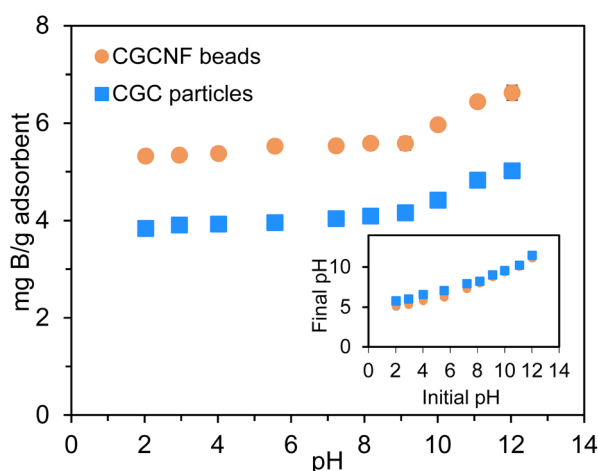 8
CGCNF beads
CGC particles
6
mg B/g adsorbent
4
2
0
0 2 4 6 8 10 12 14
pH
10
5
0
Final pH
0 2 4 6 8 10 12 14
Initial pH